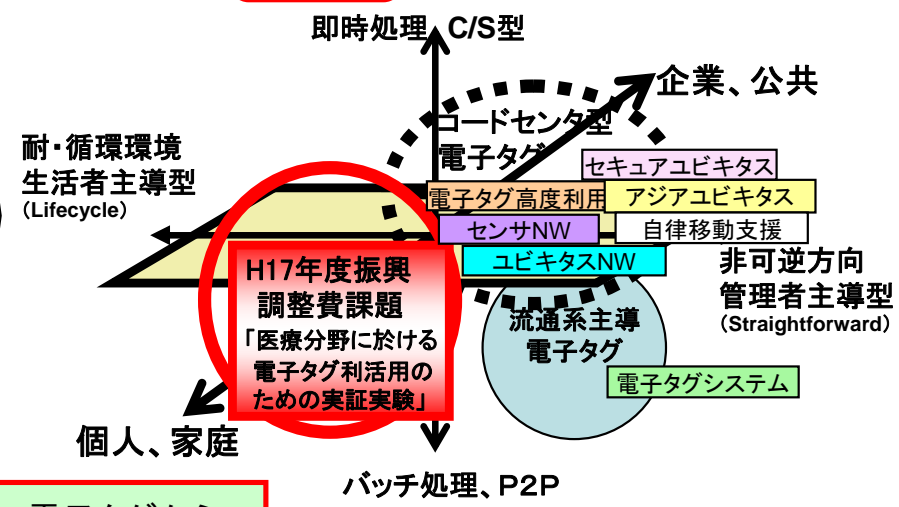 即時処理、C/S型
企業、公共
コードセンタ型
電子タグ
耐・循環環境
生活者主導型
（Lifecycle）
セキュアユビキタス
電子タグ高度利用
アジアユビキタス
センサNW
自律移動支援
ユビキタスNW
非可逆方向
管理者主導型
（Straightforward）
H17年度振興
調整費課題
「医療分野に於ける
電子タグ利活用の
ための実証実験」
流通系主導
電子タグ
電子タグシステム
個人、家庭
バッチ処理、P2P